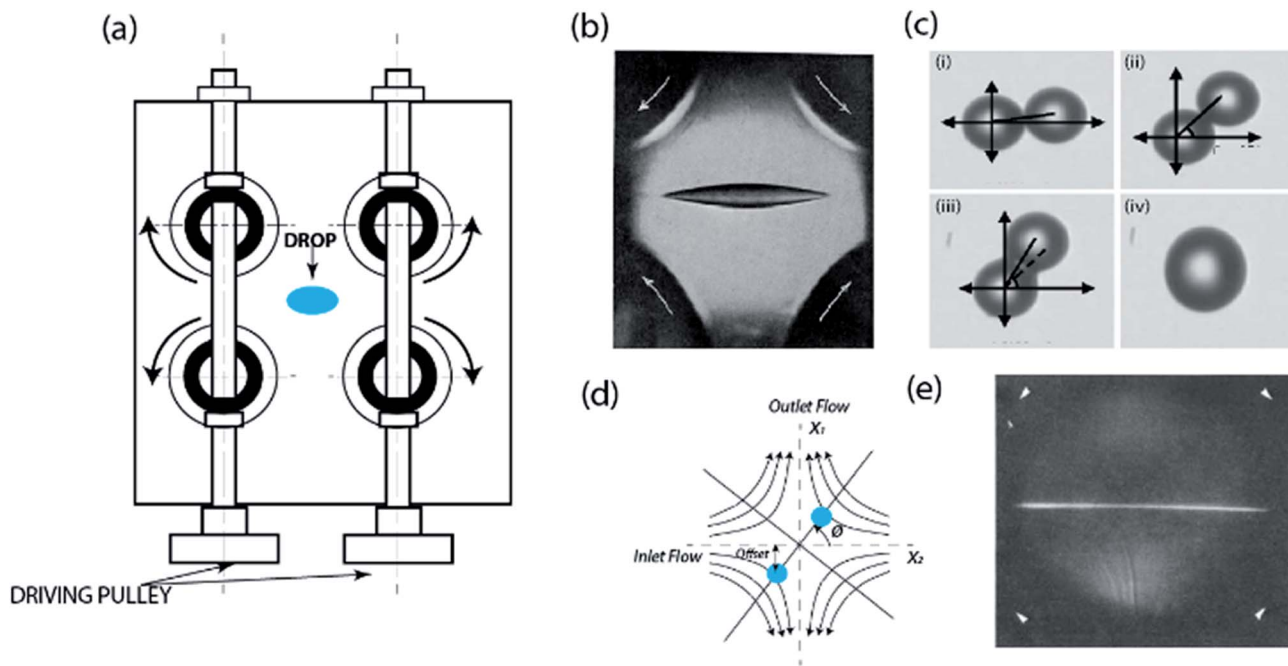 (a)
DROP
DRIVING PULLEY
(b)
(c)
(i)
(ii)
(iii)
(iv)
(d)
Outlet Flow
X₁
Ø
Offset
Inlet Flow
X₂
(e)